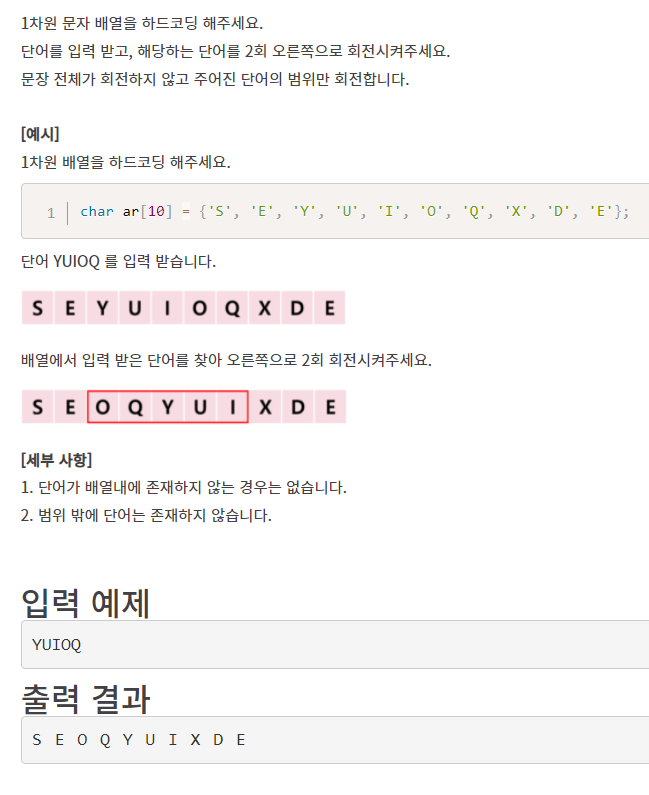 1차원 문자 배열을 하드코딩 해주세요.
단어를 입력 받고, 해당하는 단어를 2회 오른쪽으로 회전시켜주세요.
문장 전체가 회전하지 않고 주어진 단어의 범위만 회전합니다.
[예시]
1차원 배열을 하드코딩 해주세요.
1 char ar[10] = {'S', 'E', 'Y', 'U', 'I', 'O', 'Q', 'X', 'D', 'E'};
단어 YUIOQ 를 입력 받습니다.
S E Y U I O Q X D E
배열에서 입력 받은 단어를 찾아 오른쪽으로 2회 회전시켜주세요.
S E O Q Y U I X D E
[세부 사항]
1. 단어가 배열내에 존재하지 않는 경우는 없습니다.
2. 범위 밖에 단어는 존재하지 않습니다.
입력 예제
YUIOQ
출력 결과
S E O Q Y U I X D E